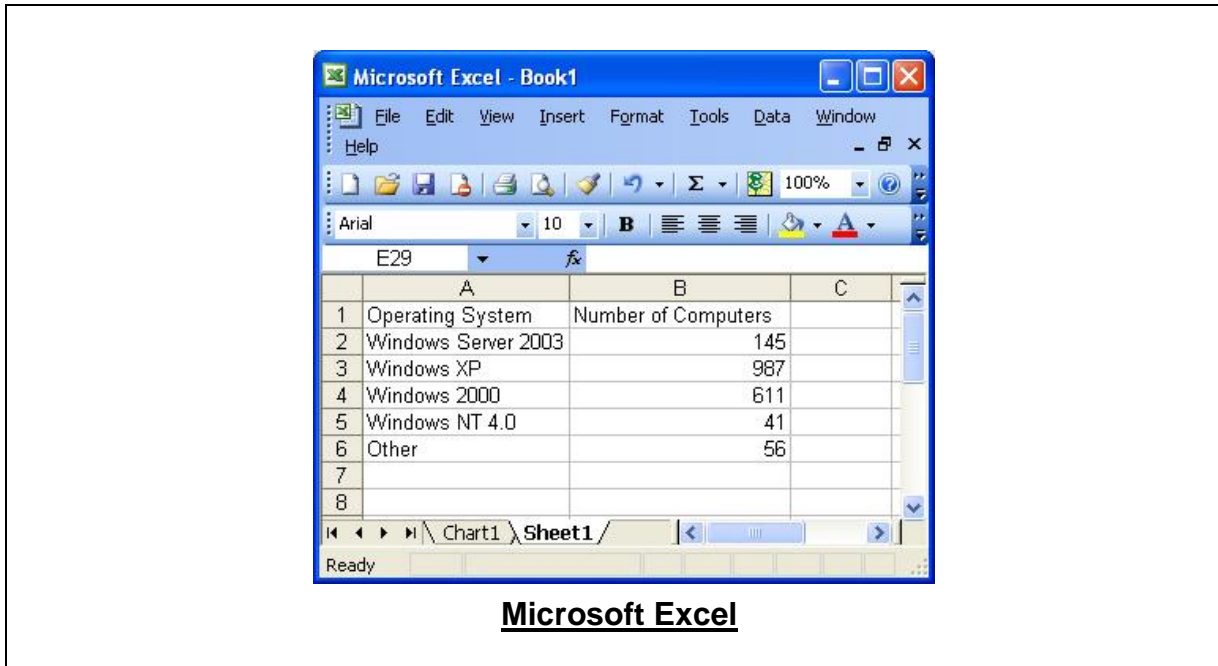 Microsoft Excel - Book1
File Edit View Insert Format Tools Data Window
Help
Σ 100%
Arial 10 B A
E29 fx
A B C
1 Operating System Number of Computers
2 Windows Server 2003 145
3 Windows XP 987
4 Windows 2000 611
5 Windows NT 4.0 41
6 Other 56
7
8
Chart1 Sheet1
Ready
Microsoft Excel